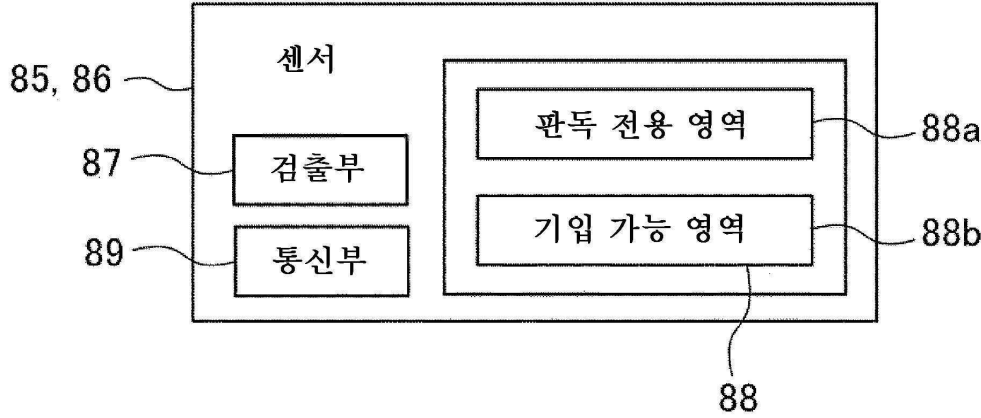 센서
85, 86
판독 전용 영역
88a
87
검출부
기입 가능 영역
88b
89
통신부
88